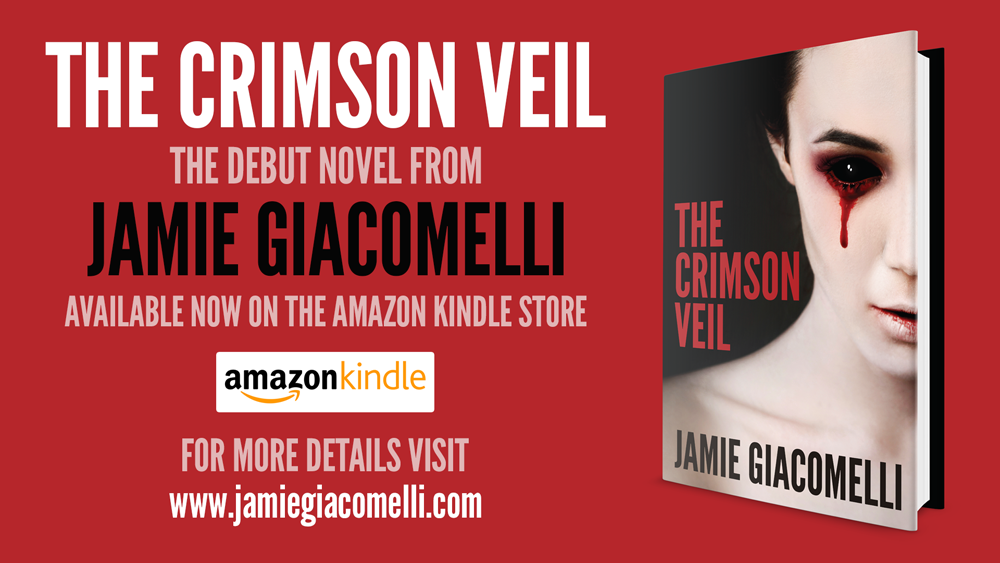 THE CRIMSON VEIL
THE DEBUT NOVEL FROM
JAMIE GIACOMELLI
AVAILABLE NOW ON THE AMAZON KINDLE STORE
amazonkindle
FOR MORE DETAILS VISIT
www.jamiegiacomelli.com
THE
CRIMSON
VEIL
JAMIE GIACOMELLI